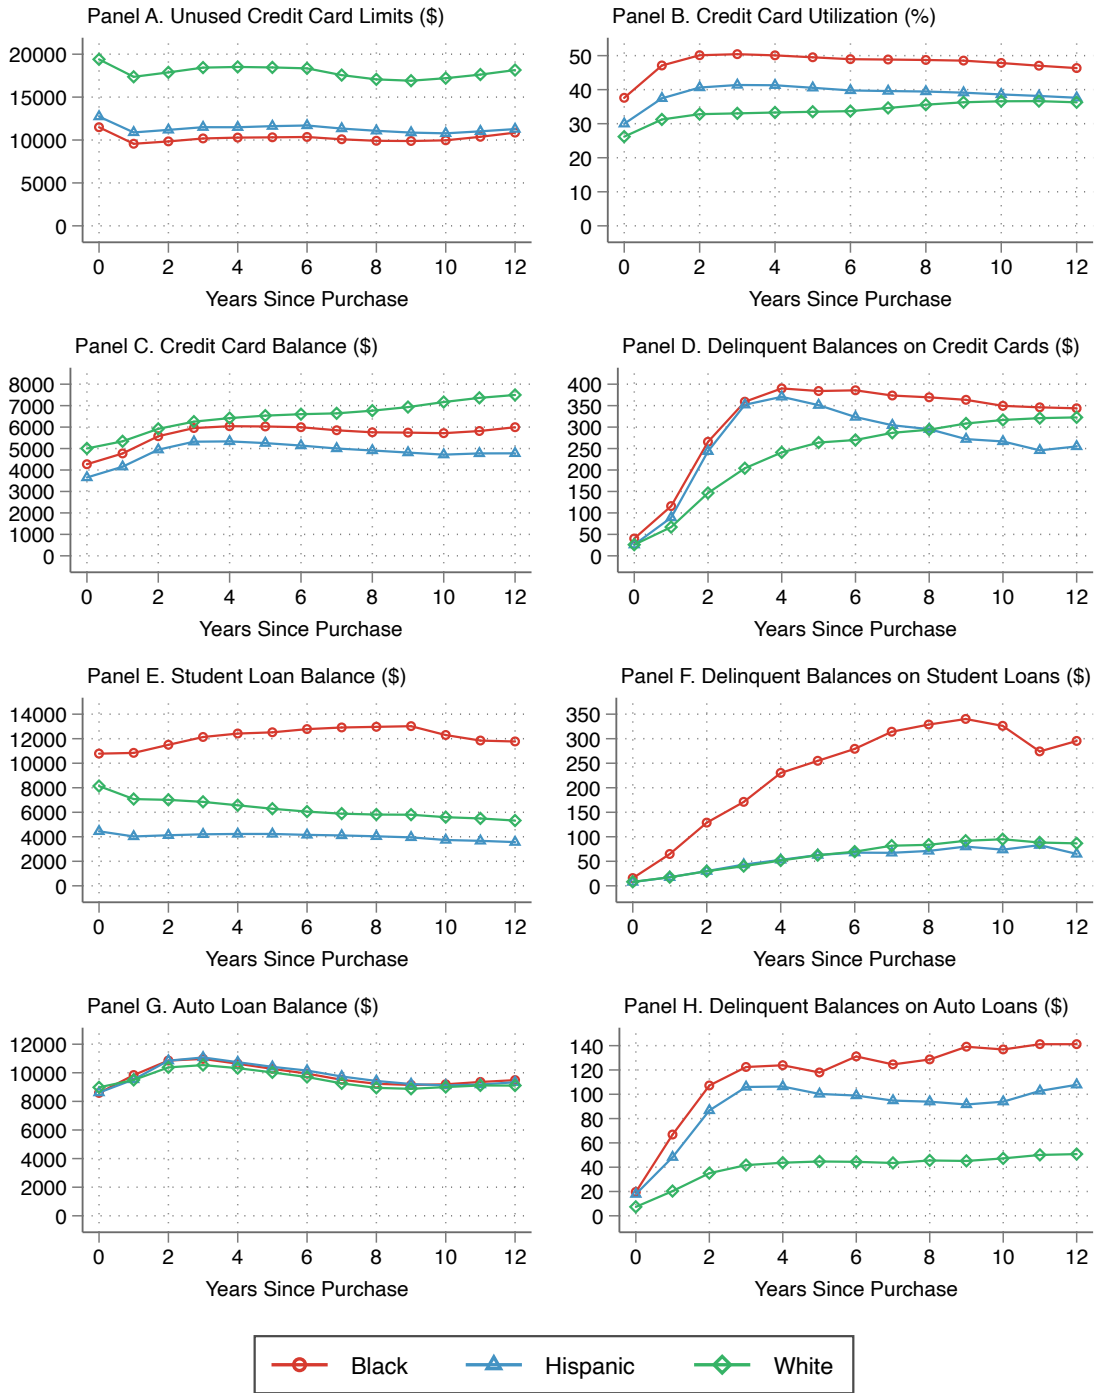 Panel A. Unused Credit Card Limits ($)
20000
15000
10000
5000
0
0 2 4 6 8 10 12
Years Since Purchase
Panel B. Credit Card Utilization (%)
50
40
30
20
10
0
0 2 4 6 8 10 12
Years Since Purchase
Panel C. Credit Card Balance ($)
8000
7000
6000
5000
4000
3000
2000
1000
0
0 2 4 6 8 10 12
Years Since Purchase
Panel D. Delinquent Balances on Credit Cards ($)
400
350
300
250
200
150
100
50
0
0 2 4 6 8 10 12
Years Since Purchase
Panel E. Student Loan Balance ($)
14000
12000
10000
8000
6000
4000
2000
0
0 2 4 6 8 10 12
Years Since Purchase
Panel F. Delinquent Balances on Student Loans ($)
350
300
250
200
150
100
50
0
0 2 4 6 8 10 12
Years Since Purchase
Panel G. Auto Loan Balance ($)
12000
10000
8000
6000
4000
2000
0
0 2 4 6 8 10 12
Years Since Purchase
Panel H. Delinquent Balances on Auto Loans ($)
140
120
100
80
60
40
20
0
0 2 4 6 8 10 12
Years Since Purchase
Black Hispanic White